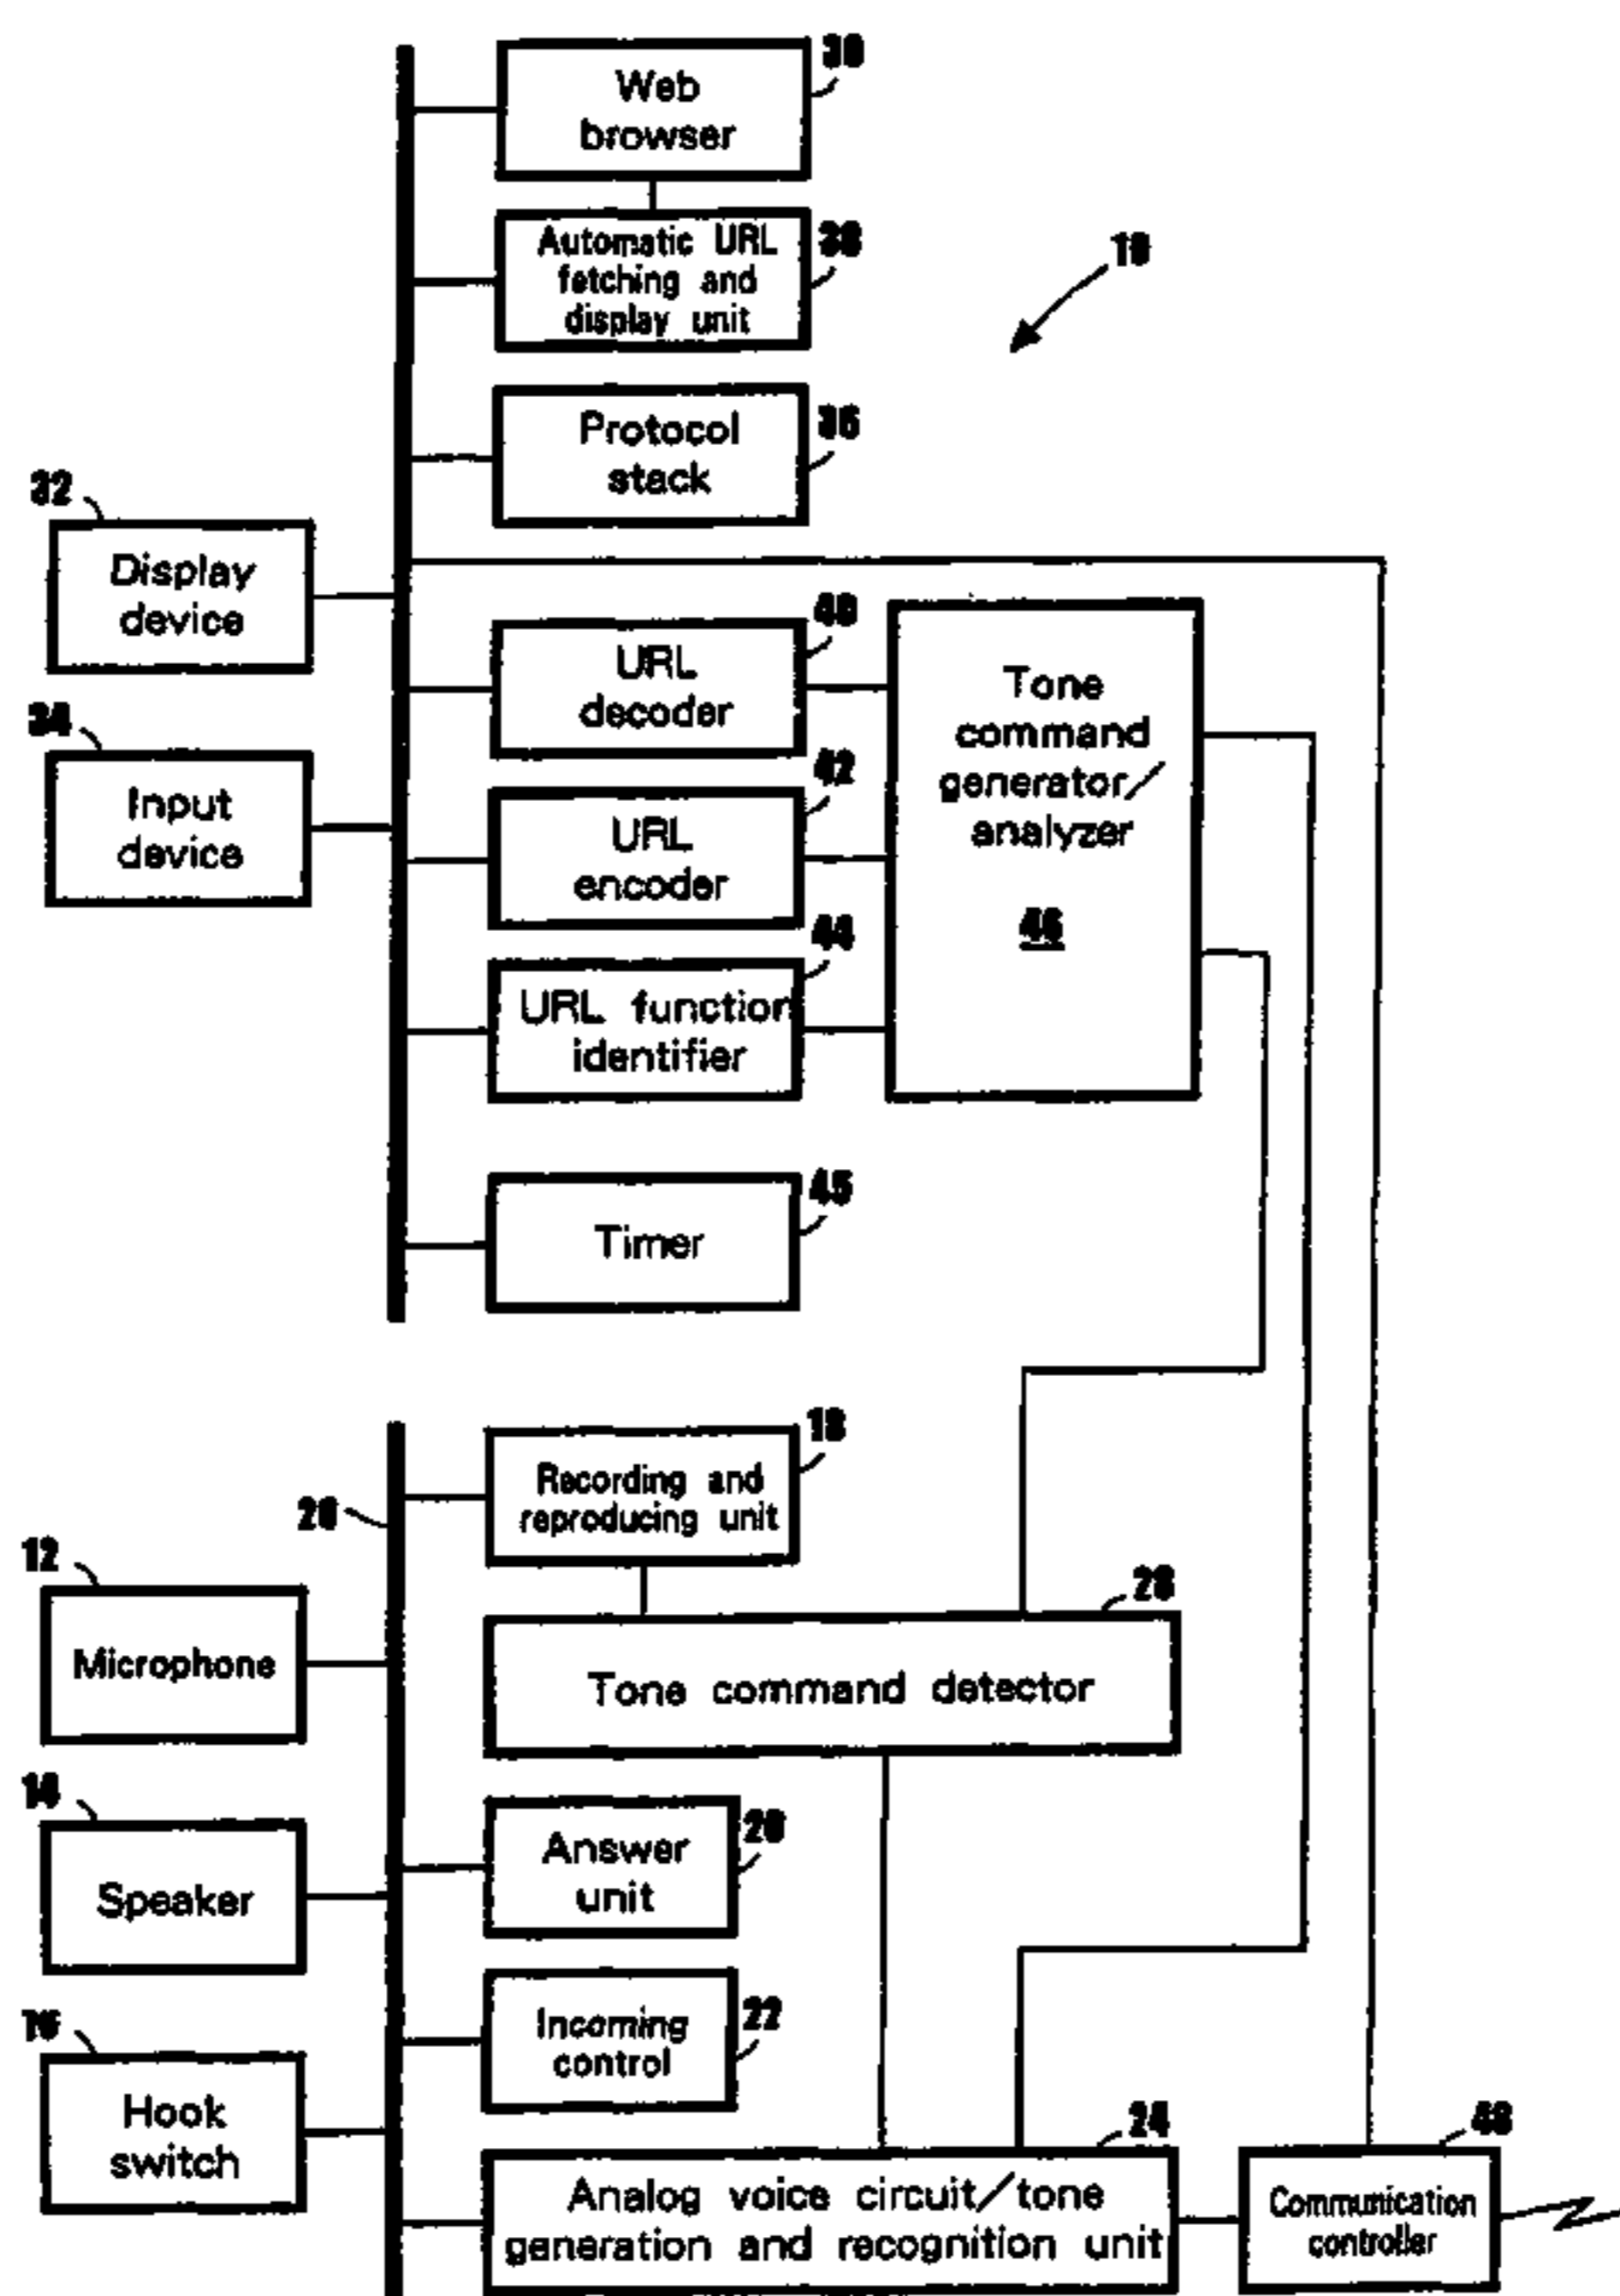 30
Web
browser
38
Automatic URL
fetching and
display unit
10
36
Protocol
stack
32
Display
device
40
URL
decoder
Tone
command
generator/
analyzer
46
34
Input
device
42
URL
encoder
44
URL function
identifier
45
Timer
18
Recording and
reproducing unit
12
Microphone
28
Tone command detector
14
Speaker
20
Answer
unit
16
Hook
switch
22
Incoming
control
24
Analog voice circuit/tone
generation and recognition unit
48
Communication
controller